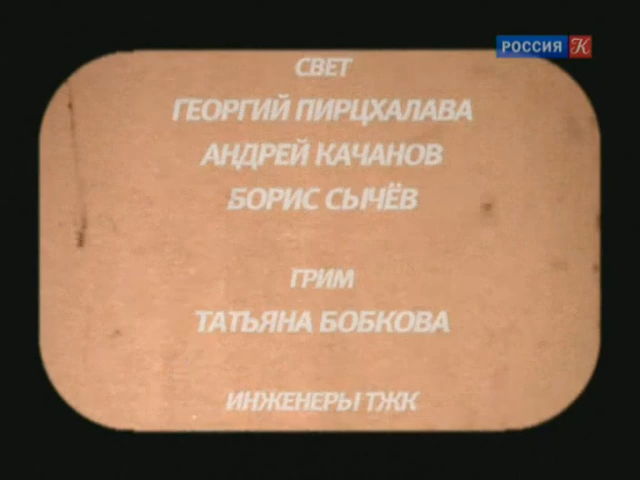 РОССИЯ К
СВЕТ
ГЕОРГИЙ ПИРЦХАЛАВА
АНДРЕЙ КАЧАНОВ
БОРИС СЫЧЁВ
ГРИМ
ТАТЬЯНА БОБКОВА
ИНЖЕНЕРЫ ТЖК